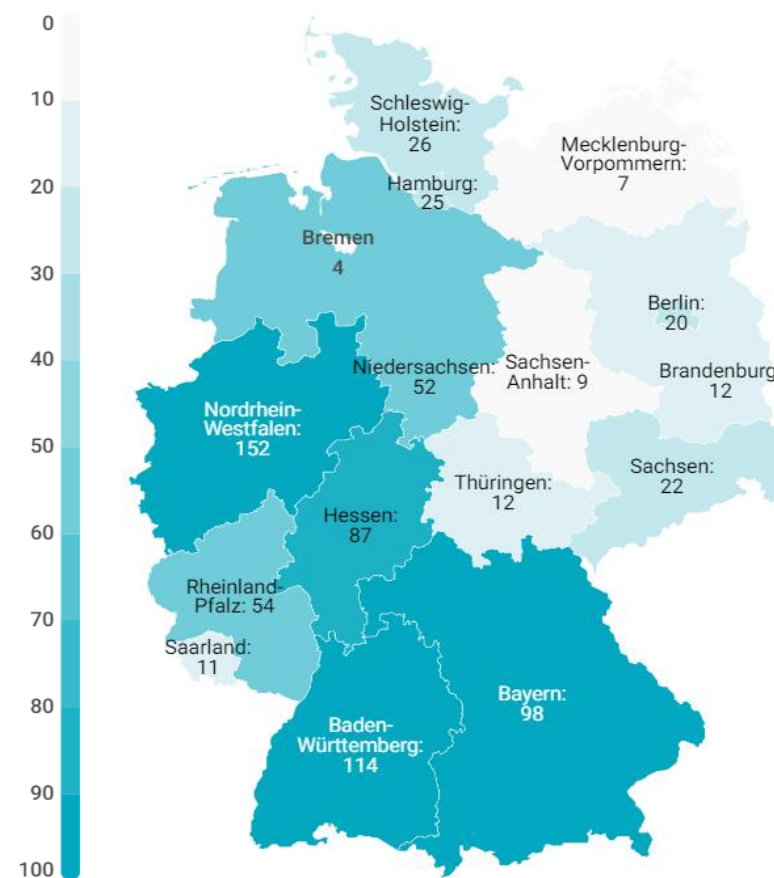 0
10
20
30
40
50
60
70
80
90
100
Schleswig-
Holstein:
26
Mecklenburg-
Vorpommern:
7
Hamburg:
25
Bremen
4
Berlin:
20
Niedersachsen:
52
Sachsen-
Anhalt: 9
Brandenburg
12
Nordrhein-
Westfalen:
152
Sachsen:
22
Thüringen:
12
Hessen:
87
Rheinland-
Pfalz: 54
Saarland:
11
Bayern:
98
Baden-
Württemberg:
114